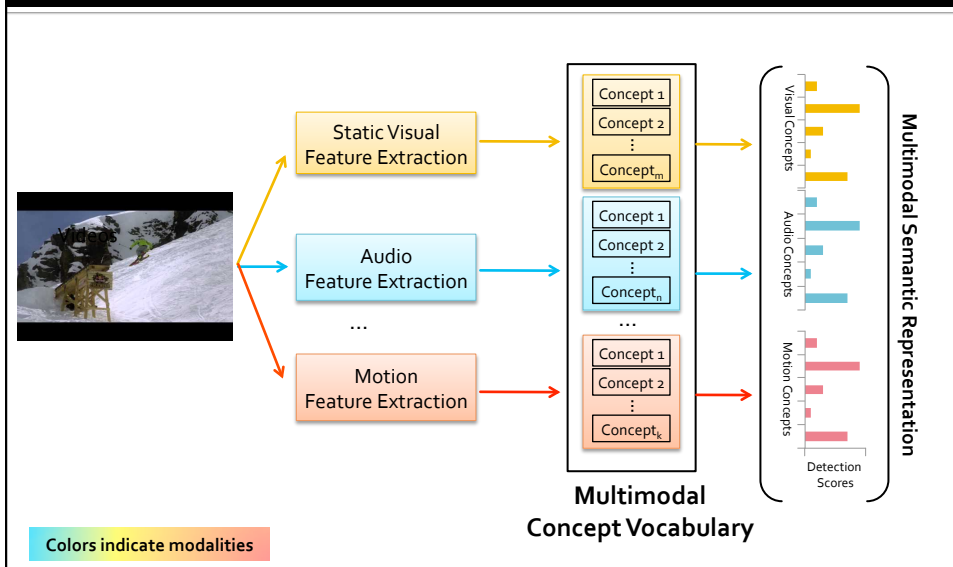 Videos
Static Visual
Feature Extraction
Audio
Feature Extraction
...
Motion
Feature Extraction
Concept 1
Concept 2
⋮
Conceptm
Concept 1
Concept 2
⋮
Conceptn
...
Concept 1
Concept 2
⋮
Conceptk
Multimodal
Concept Vocabulary
Visual Concepts
Audio Concepts
Motion Concepts
Detection
Scores
Multimodal Semantic Representation
Colors indicate modalities